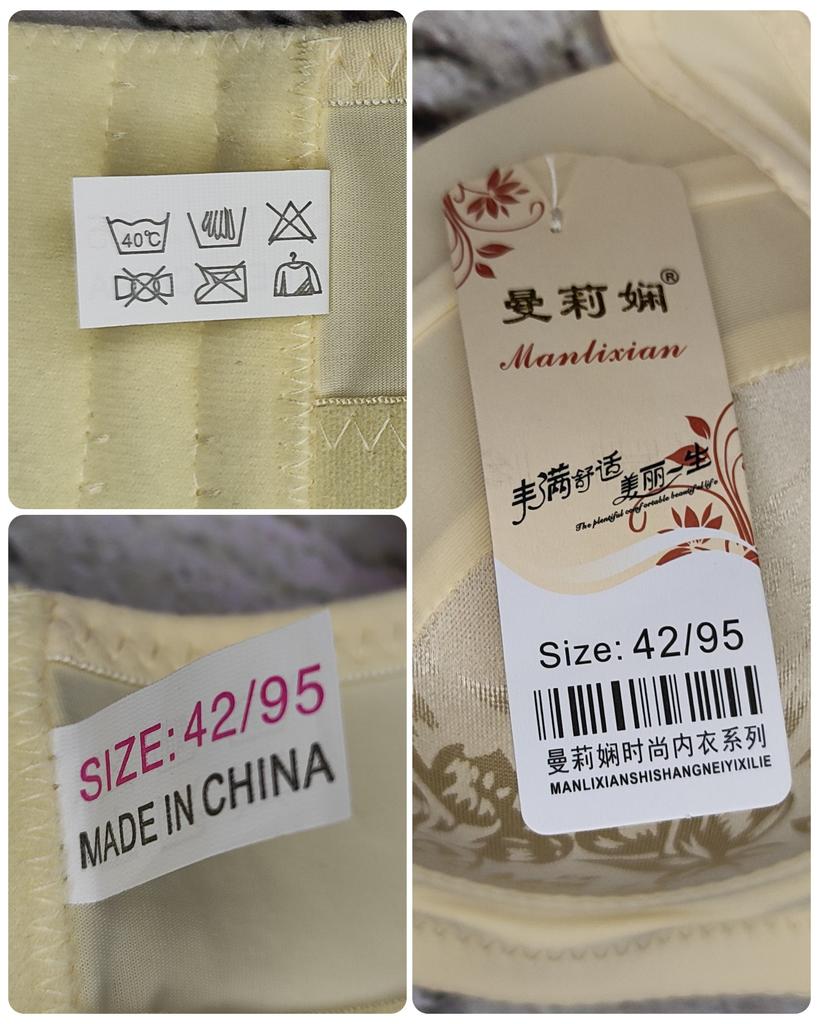 40℃
SIZE: 42/95
MADE IN CHINA
曼莉娴®
Manlixian
丰满舒适 美丽一生
The plentiful comfortable beautiful life
Size: 42/95
曼莉娴时尚内衣系列
MANLIXIANSHISHANGNEIYIXILIE